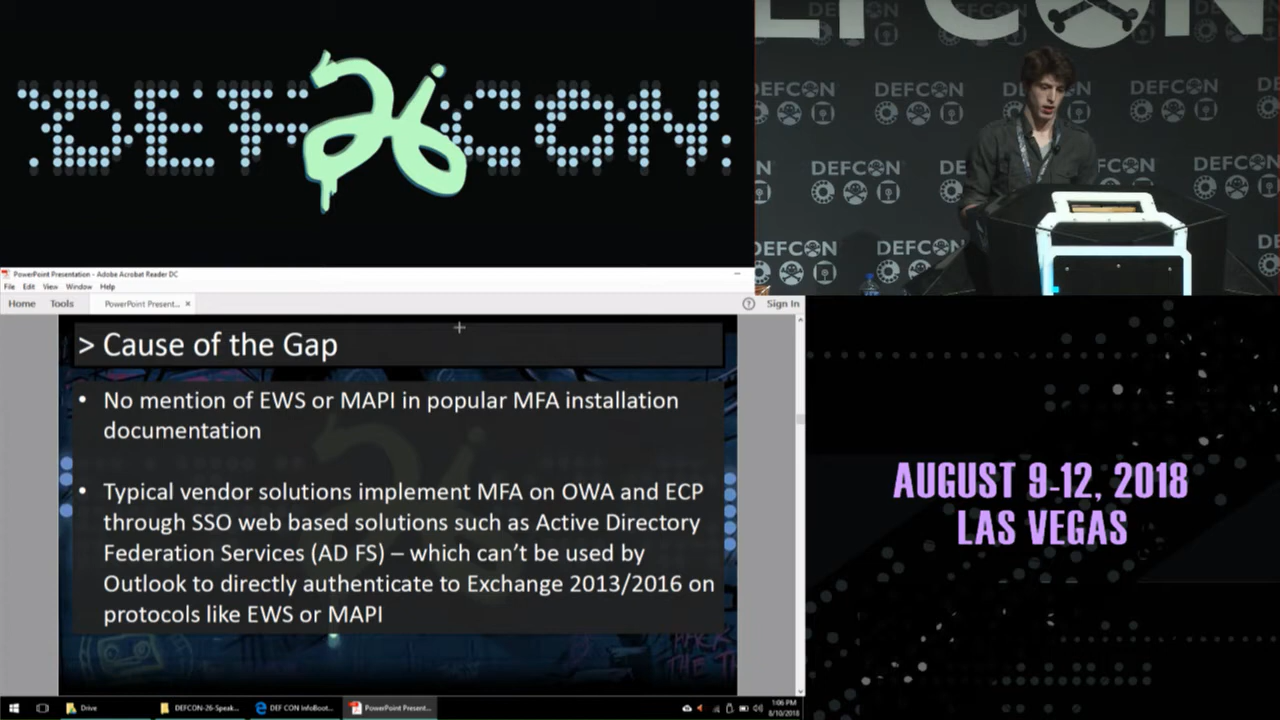 DEF 26 CON
DEFCON
DEFCON
DEFCON
DEFCON
DEFCON
DEFCON
DEFCON
DEFCON
DEFCON
DEFCON
PowerPoint Presentation - Adobe Acrobat Reader DC
File Edit View Window Help
Home Tools PowerPoint Present... × Sign In
> Cause of the Gap
• No mention of EWS or MAPI in popular MFA installation
documentation
• Typical vendor solutions implement MFA on OWA and ECP
through SSO web based solutions such as Active Directory
Federation Services (AD FS) – which can't be used by
Outlook to directly authenticate to Exchange 2013/2016 on
protocols like EWS or MAPI
AUGUST 9-12, 2018
LAS VEGAS
Drive DEFCON-26-Speak... DEF CON InfoBoot... PowerPoint Present... 1:06 PM
8/10/2018